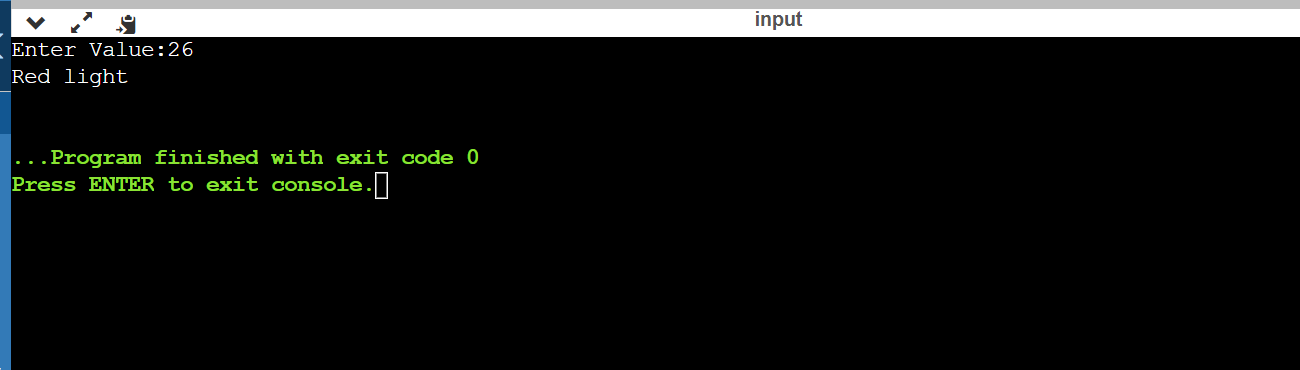 input
Enter Value:26
Red light
...Program finished with exit code 0
Press ENTER to exit console.